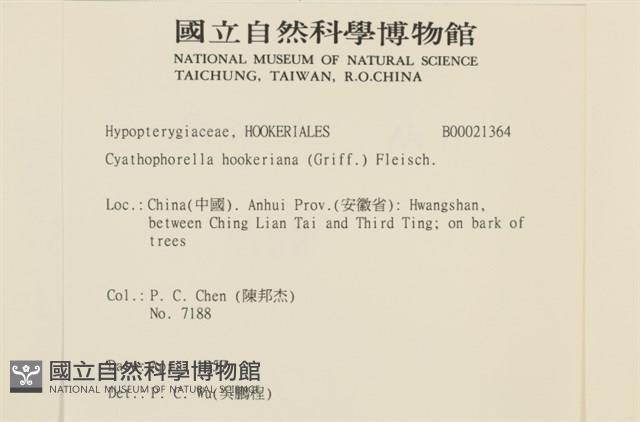 國立自然科學博物館
NATIONAL MUSEUM OF NATURAL SCIENCE
TAICHUNG, TAIWAN, R.O.CHINA
Hypopterygiaceae, HOOKERIALES B00021364
Cyathophorella hookeriana (Griff.) Fleisch.
Loc.: China(中國). Anhui Prov.(安徽省): Hwangshan,
between Ching Lian Tai and Third Ting; on bark of
trees
Col.: P. C. Chen (陳邦杰)
No. 7188
國立自然科學博物館
NATIONAL MUSEUM OF NATURAL SCIENCE
Det.: P. C. Wu(吳鵬程)